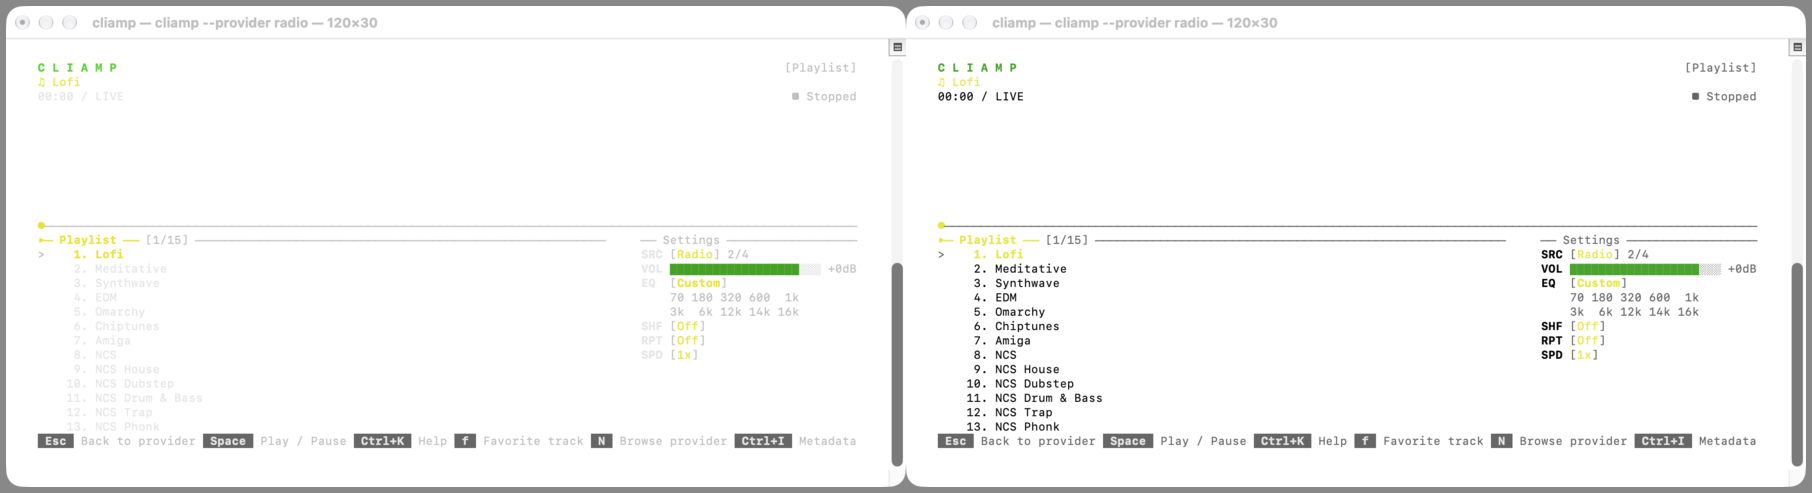 cliamp — cliamp --provider radio — 120×30
C L I A M P [Playlist]
♫ Lofi
00:00 / LIVE ■ Stopped
Playlist [1/15] Settings
> 1. Lofi SRC [Radio] 2/4
2. Meditative VOL +0dB
3. Synthwave EQ [Custom]
4. EDM 70 180 320 600 1k
5. Omarchy 3k 6k 12k 14k 16k
6. Chiptunes SHF [Off]
7. Amiga RPT [Off]
8. NCS SPD [1x]
9. NCS House
10. NCS Dubstep
11. NCS Drum & Bass
12. NCS Trap
13. NCS Phonk
Esc Back to provider Space Play / Pause Ctrl+K Help f Favorite track N Browse provider Ctrl+I Metadata
cliamp — cliamp --provider radio — 120×30
C L I A M P [Playlist]
♫ Lofi
00:00 / LIVE ■ Stopped
Playlist [1/15] Settings
> 1. Lofi SRC [Radio] 2/4
2. Meditative VOL +0dB
3. Synthwave EQ [Custom]
4. EDM 70 180 320 600 1k
5. Omarchy 3k 6k 12k 14k 16k
6. Chiptunes SHF [Off]
7. Amiga RPT [Off]
8. NCS SPD [1x]
9. NCS House
10. NCS Dubstep
11. NCS Drum & Bass
12. NCS Trap
13. NCS Phonk
Esc Back to provider Space Play / Pause Ctrl+K Help f Favorite track N Browse provider Ctrl+I Metadata